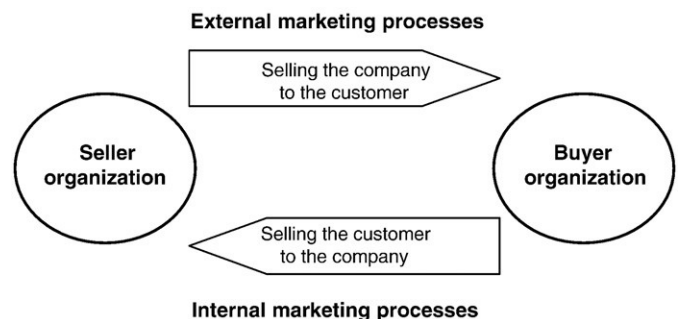 External marketing processes
Selling the company
to the customer
Seller
organization
Buyer
organization
Selling the customer
to the company
Internal marketing processes